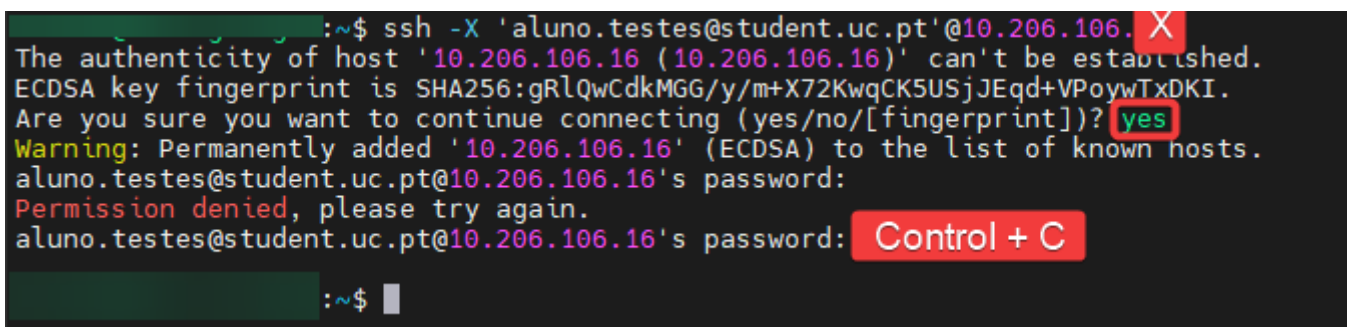 :~$ ssh -X 'aluno.testes@student.uc.pt'@10.206.106. X
The authenticity of host '10.206.106.16 (10.206.106.16)' can't be established.
ECDSA key fingerprint is SHA256:gRlQwCdkMGG/y/m+X72KwqCK5USjJEqd+VPoywTxDKI.
Are you sure you want to continue connecting (yes/no/[fingerprint])? yes
Warning: Permanently added '10.206.106.16' (ECDSA) to the list of known hosts.
aluno.testes@student.uc.pt@10.206.106.16's password:
Permission denied, please try again.
aluno.testes@student.uc.pt@10.206.106.16's password: Control + C
:~$